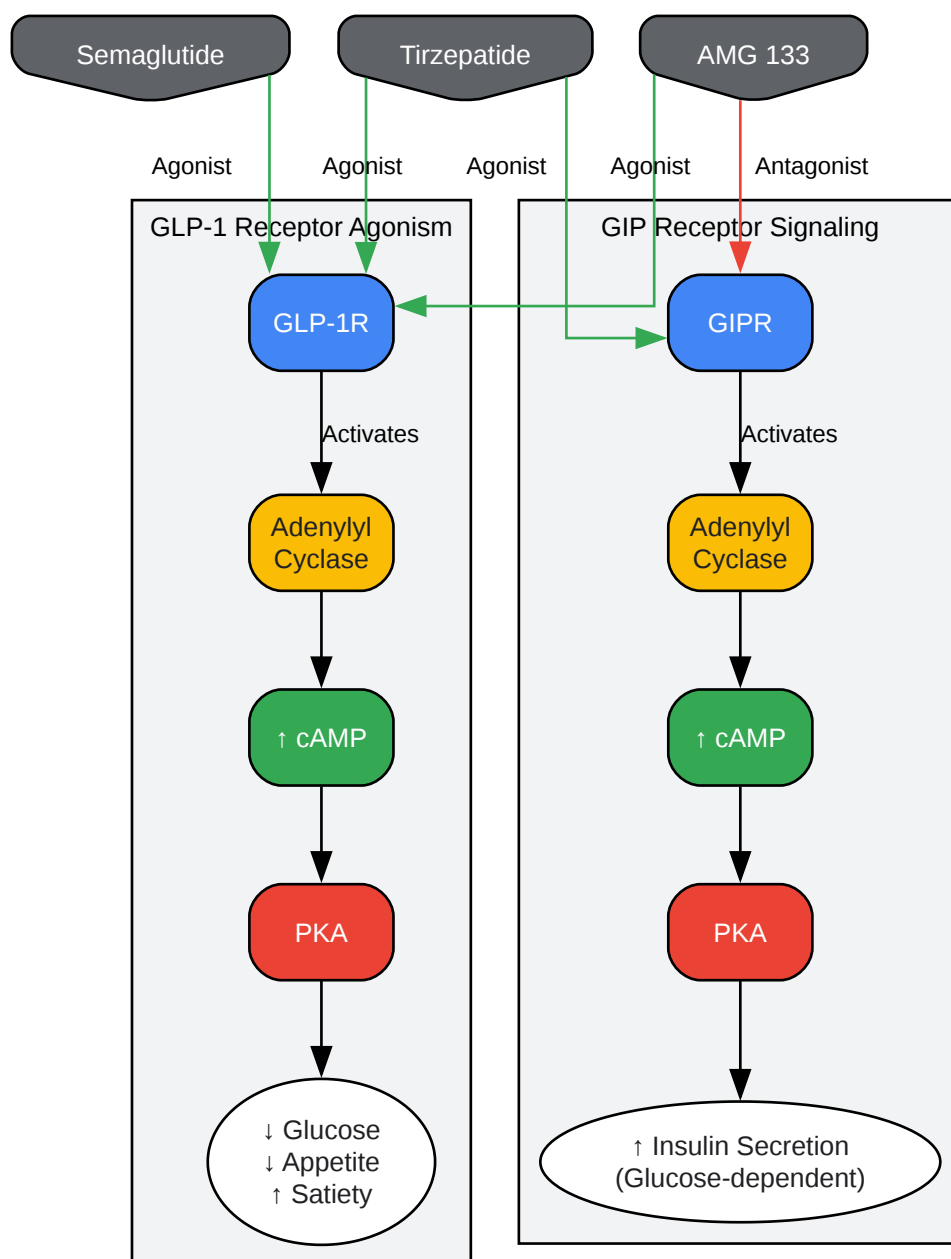 Semaglutide
Tirzepatide
AMG 133
Agonist
Agonist
Agonist
Agonist
Antagonist
GLP-1 Receptor Agonism
GIP Receptor Signaling
GLP-1R
GIPR
Activates
Activates
Adenylyl
Cyclase
Adenylyl
Cyclase
↑ cAMP
↑ cAMP
PKA
PKA
↓ Glucose
↓ Appetite
↑ Satiety
↑ Insulin Secretion
(Glucose-dependent)